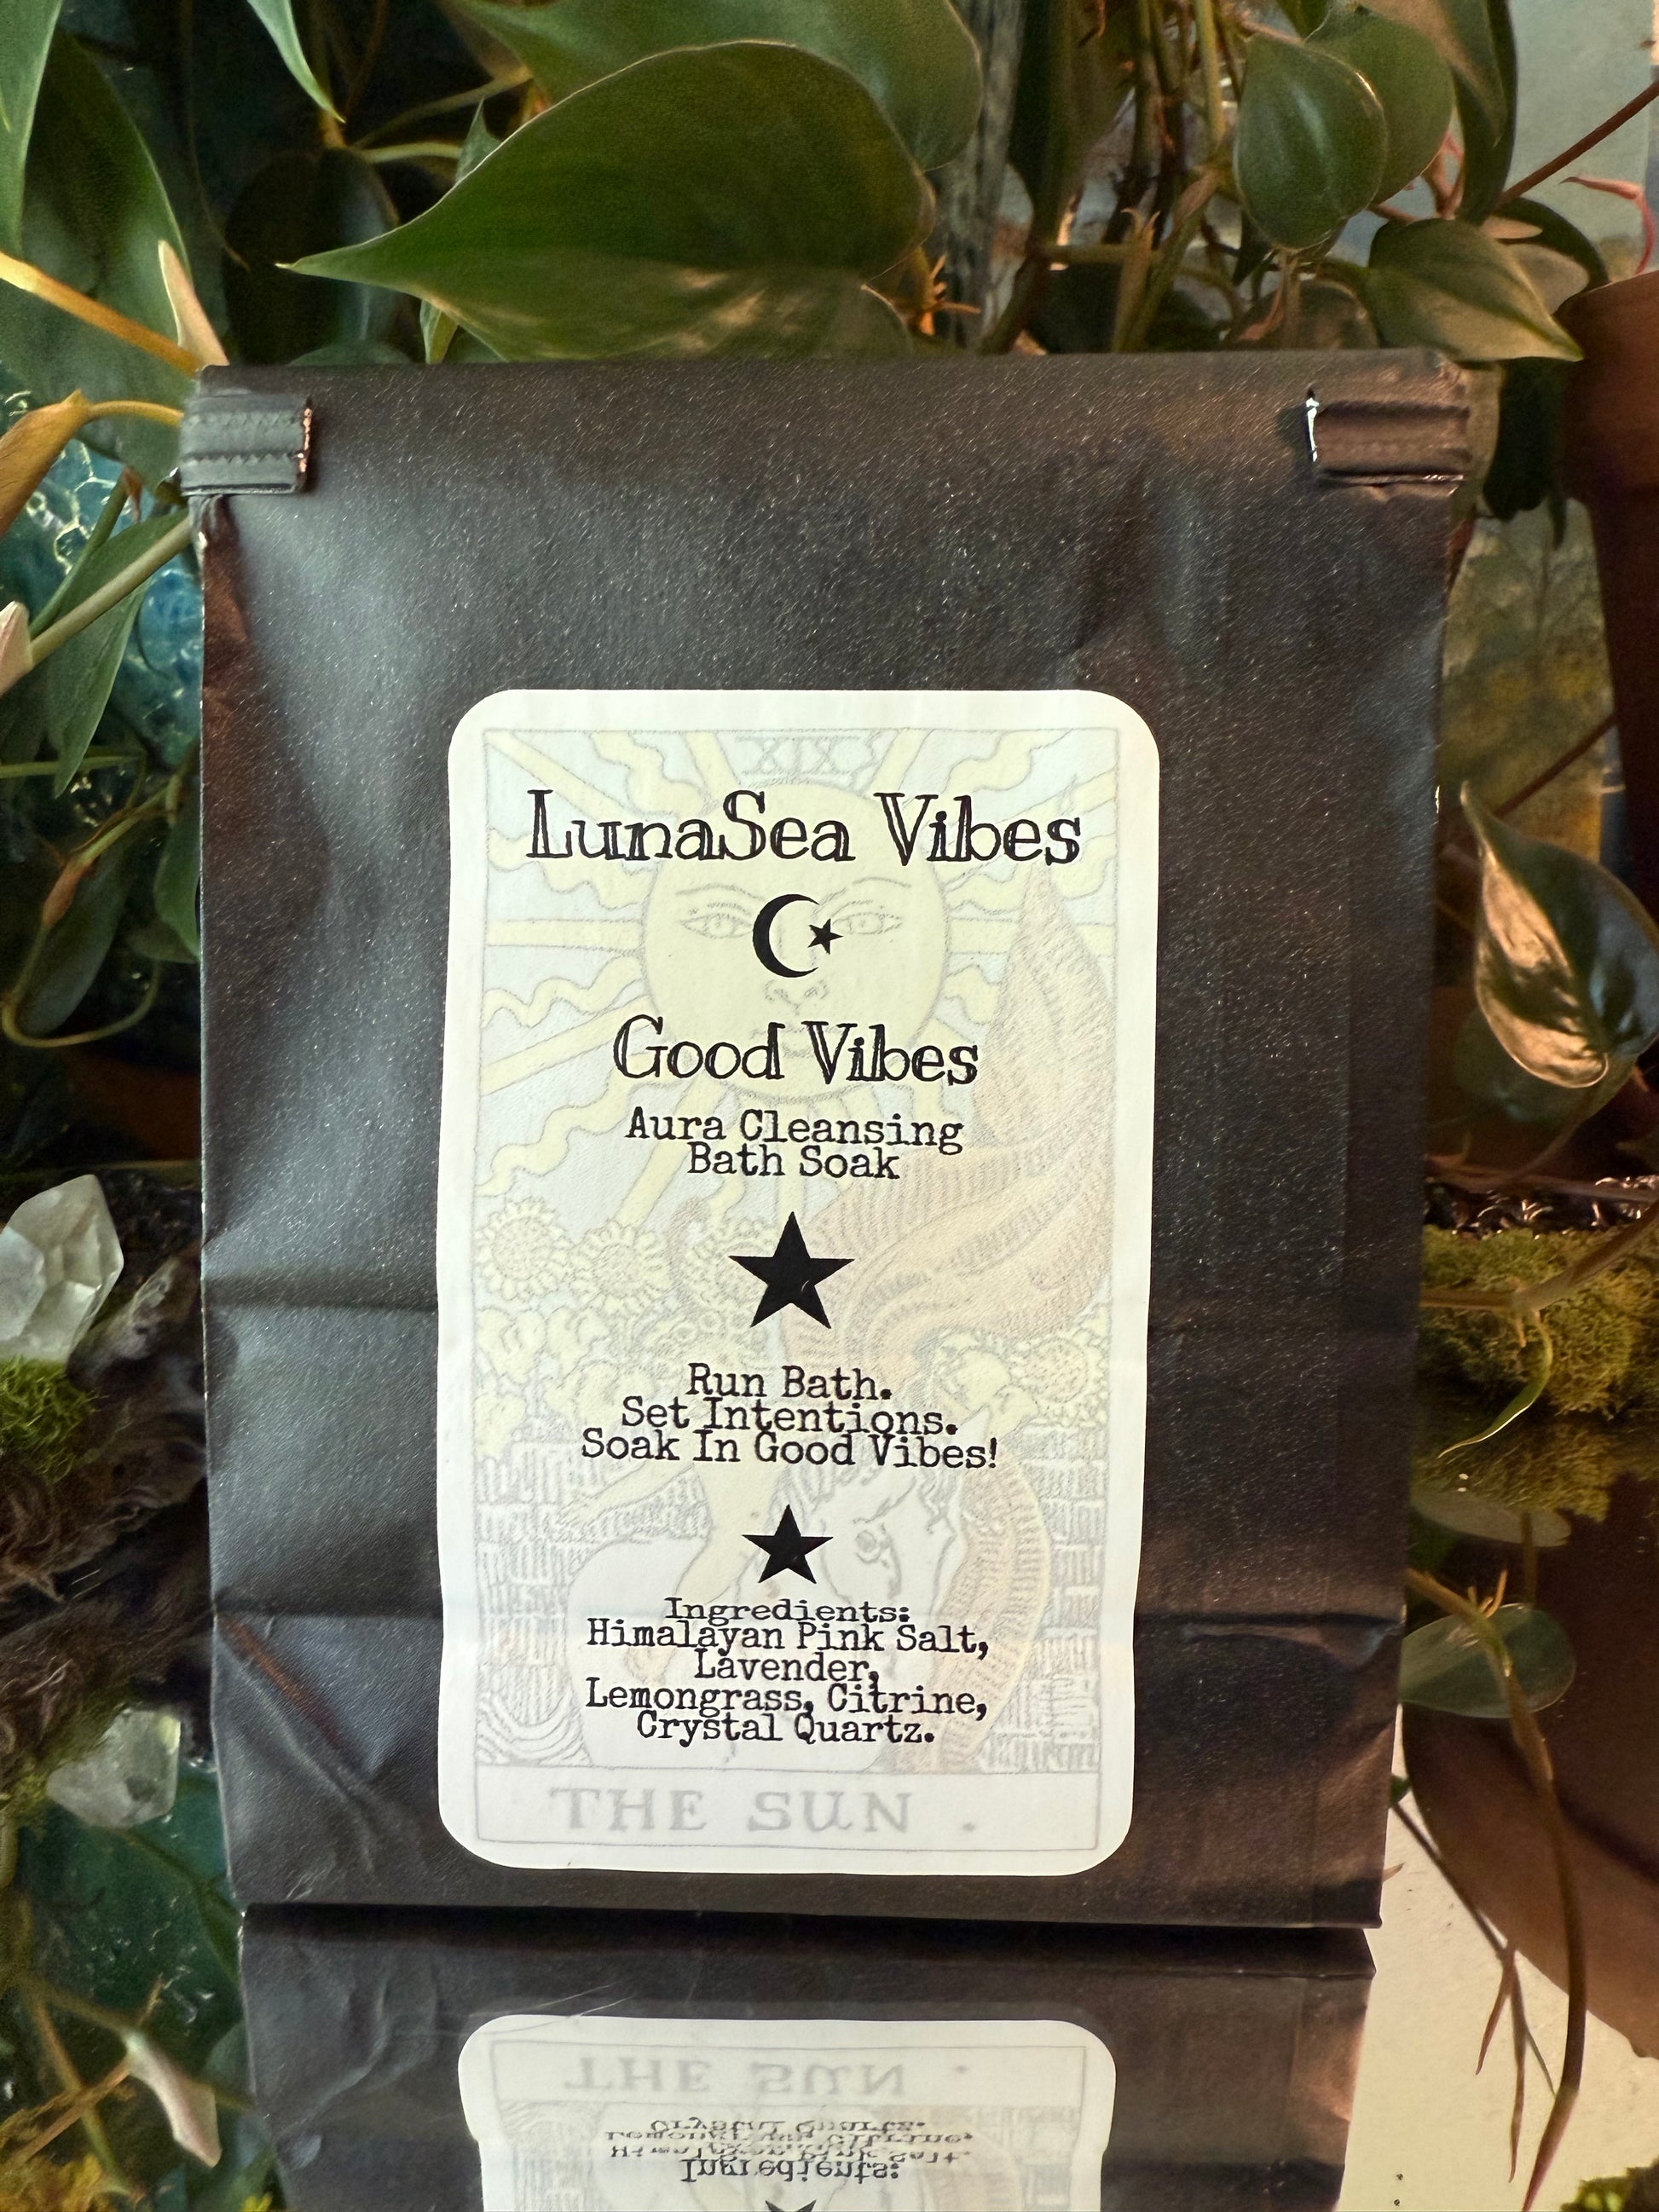 XIX
LunaSea Vibes
Good Vibes
Aura Cleansing
Bath Soak
Run Bath.
Set Intentions.
Soak In Good Vibes!
Ingredients:
Himalayan Pink Salt,
Lavender,
Lemongrass, Citrine,
Crystal Quartz.
THE SUN.